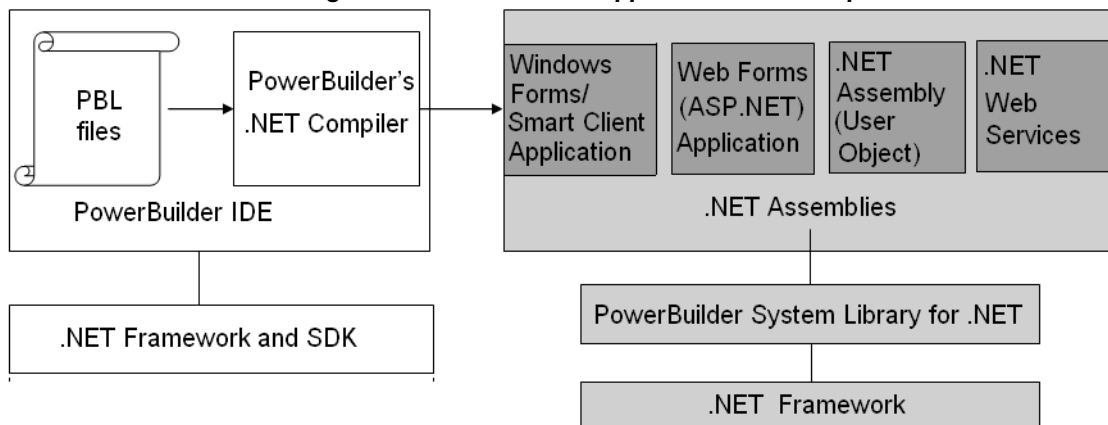 PBL
files
PowerBuilder's
.NET Compiler
PowerBuilder IDE
.NET Framework and SDK
Windows
Forms/
Smart Client
Application
Web Forms
(ASP.NET)
Application
.NET
Assembly
(User
Object)
.NET
Web
Services
.NET Assemblies
PowerBuilder System Library for .NET
.NET Framework